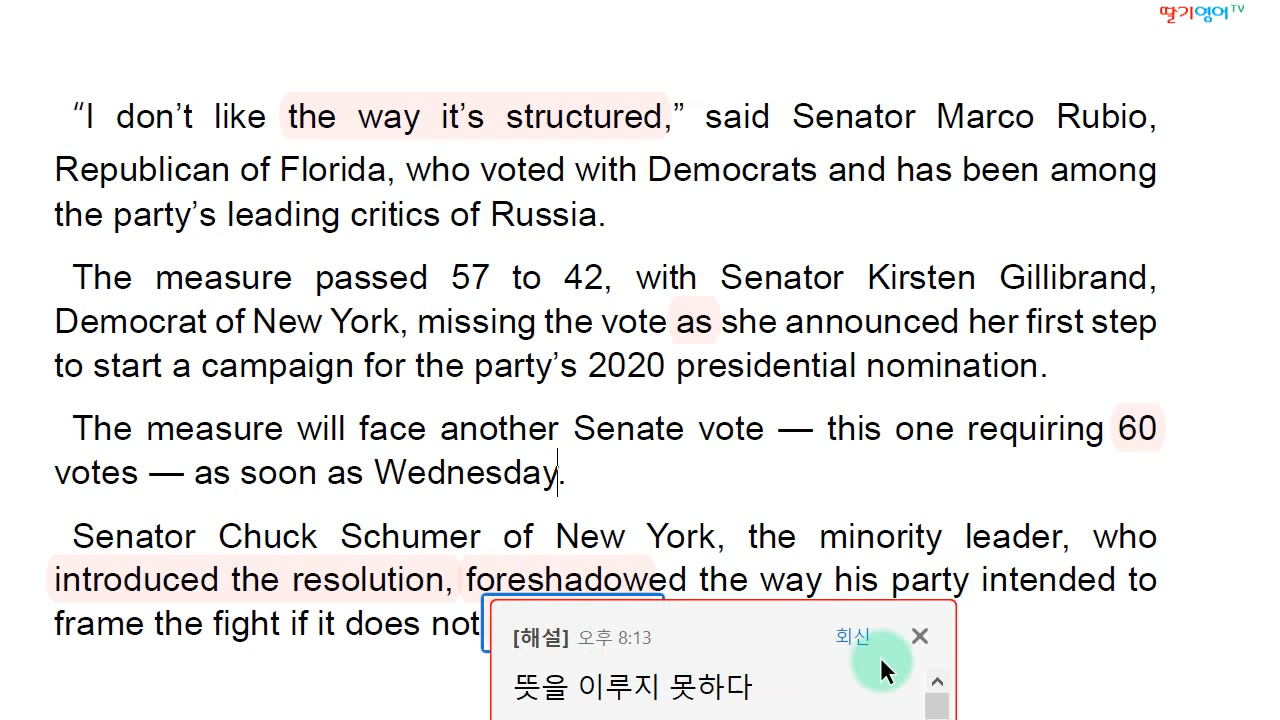 딸기영어TV
“I don’t like the way it’s structured,” said Senator Marco Rubio,
Republican of Florida, who voted with Democrats and has been among
the party’s leading critics of Russia.
The measure passed 57 to 42, with Senator Kirsten Gillibrand,
Democrat of New York, missing the vote as she announced her first step
to start a campaign for the party’s 2020 presidential nomination.
The measure will face another Senate vote — this one requiring 60
votes — as soon as Wednesday.
Senator Chuck Schumer of New York, the minority leader, who
introduced the resolution, foreshadowed the way his party intended to
frame the fight if it does not
[해설] 오후 8:13 회신
뜻을 이루지 못하다